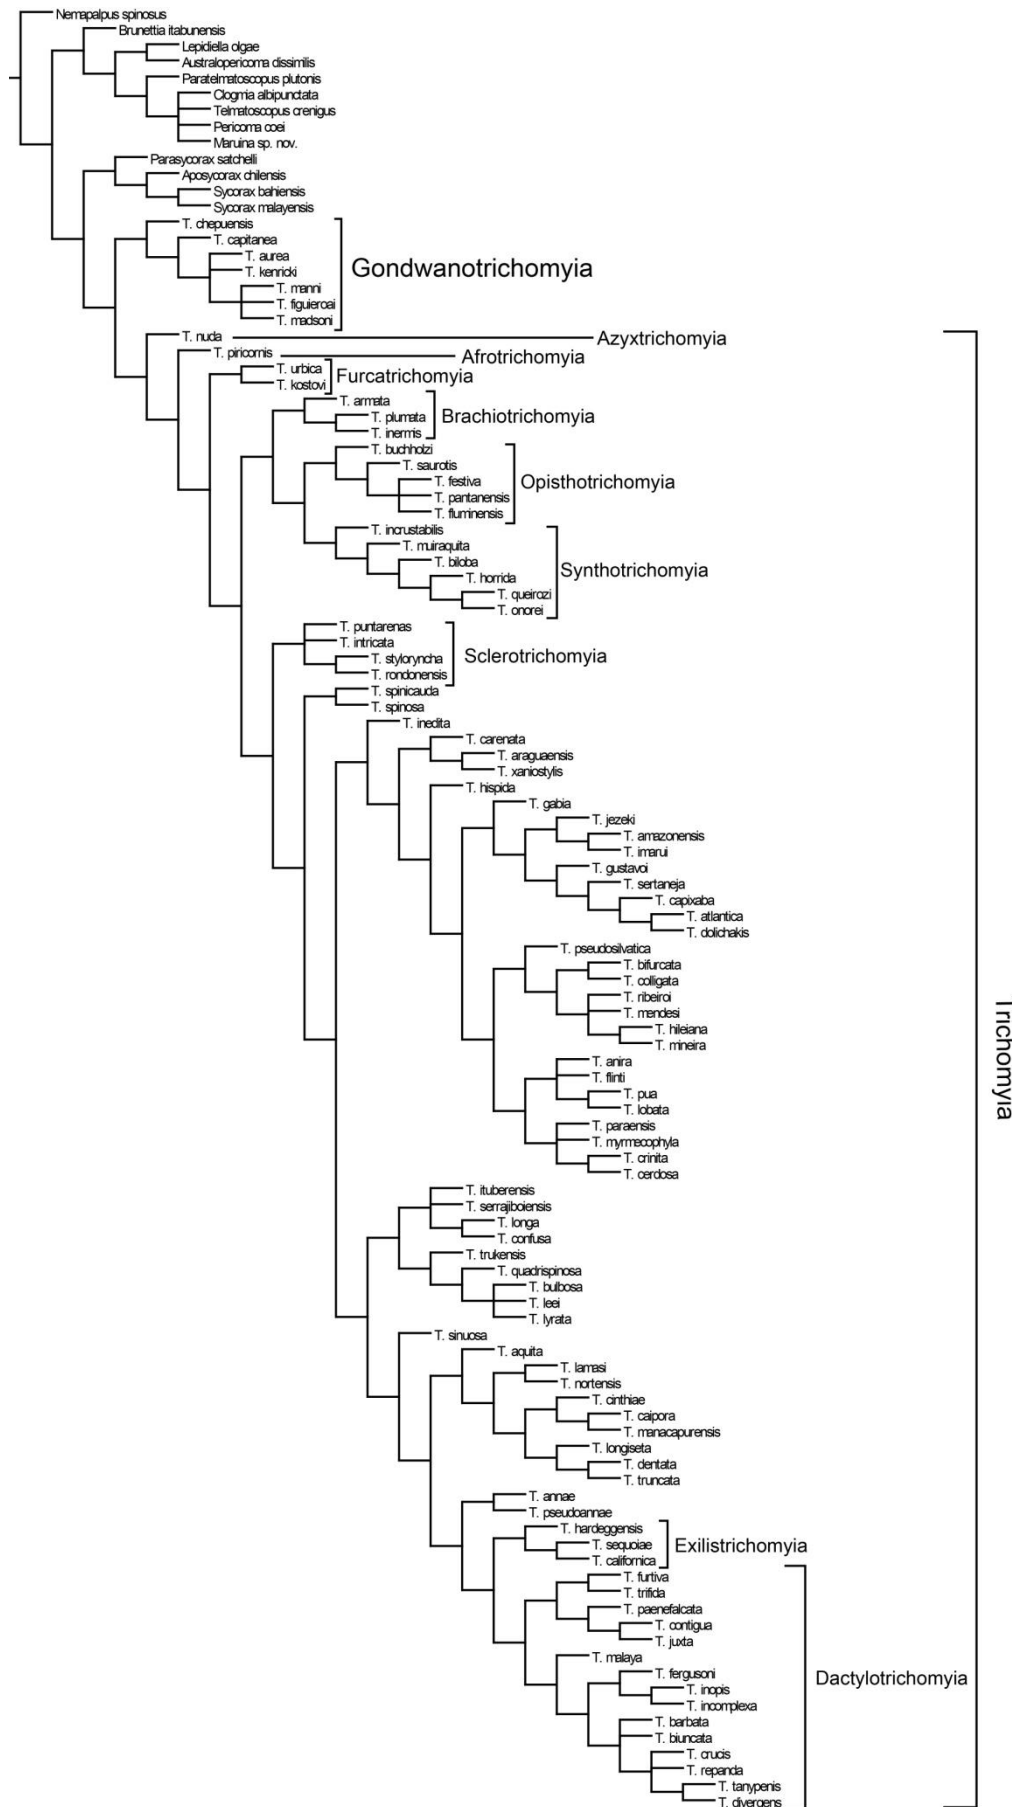 Nemapalpus spinosus
Brunettia itabunensis
Lepidiella olgae
Australopericoma dissimilis
Paratelmatoscopus plutonis
Clogmia albipunctata
Telmatoscopus crenigus
Pericoma coei
Maruina sp. nov.
Parasycorax satchelli
Aposycorax chilensis
Sycorax bahiensis
Sycorax malayensis
T. chepuensis
T. capitanea
T. aurea
T. kenricki
T. manni
T. figuieroai
T. madsoni
Gondwanotrichomyia
T. nuda
Azyxtrichomyia
T. piricornis
Afrotrichomyia
T. urbica
T. kostovi
Furcatrichomyia
T. armata
T. plumata
T. inermis
Brachiotrichomyia
T. buchholzi
T. saurotis
T. festiva
T. pantanensis
T. fluminensis
Opisthotrichomyia
T. incrustabilis
T. muiraquita
T. biloba
T. horrida
T. queirozi
T. onorei
Synthotrichomyia
T. puntarenas
T. intricata
T. styloryncha
T. rondonensis
Sclerotrichomyia
T. spinicauda
T. spinosa
T. inedita
T. carenata
T. araguaensis
T. xaniostylis
T. hispida
T. gabia
T. jezeki
T. amazonensis
T. imarui
T. gustavoi
T. sertaneja
T. capixaba
T. atlantica
T. dolichakis
T. pseudosilvatica
T. bifurcata
T. colligata
T. ribeiroi
T. mendesi
T. hileiana
T. mineira
T. anira
T. flinti
T. pua
T. lobata
T. paraensis
T. myrmecophyla
T. crinita
T. cerdosa
T. ituberensis
T. serrajiboiensis
T. longa
T. confusa
T. trukensis
T. quadrispinosa
T. bulbosa
T. leei
T. lyrata
T. sinuosa
T. aquita
T. lamasi
T. nortensis
T. cinthiae
T. caipora
T. manacapurensis
T. longiseta
T. dentata
T. truncata
T. annae
T. pseudoannae
T. hardeggensis
T. sequoiae
T. californica
Exilistrichomyia
T. furtiva
T. trifida
T. paenefalcata
T. contigua
T. juxta
T. malaya
T. fergusoni
T. inopis
T. incomplexa
T. barbata
T. biuncata
T. crucis
T. repanda
T. tanypenis
T. divergens
Dactylotrichomyia
Trichomyia